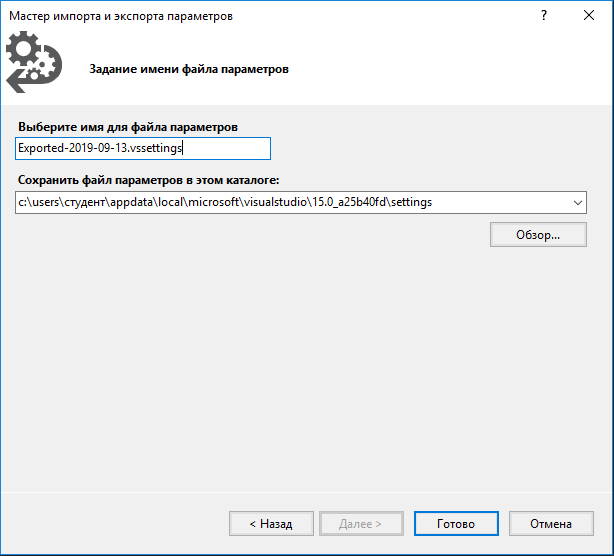 Мастер импорта и экспорта параметров
?
Задание имени файла параметров
Выберите имя для файла параметров
Exported-2019-09-13.vssettings
Сохранить файл параметров в этом каталоге:
c:\users\студент\appdata\local\microsoft\visualstudio\15.0_a25b40fd\settings
Обзор...
< Назад Далее > Готово Отмена